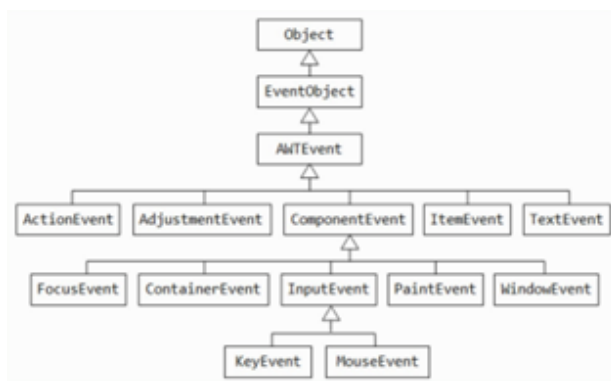 Object
EventObject
AWTEvent
ActionEvent AdjustmentEvent ComponentEvent ItemEvent TextEvent
FocusEvent ContainerEvent InputEvent PaintEvent WindowEvent
KeyEvent MouseEvent